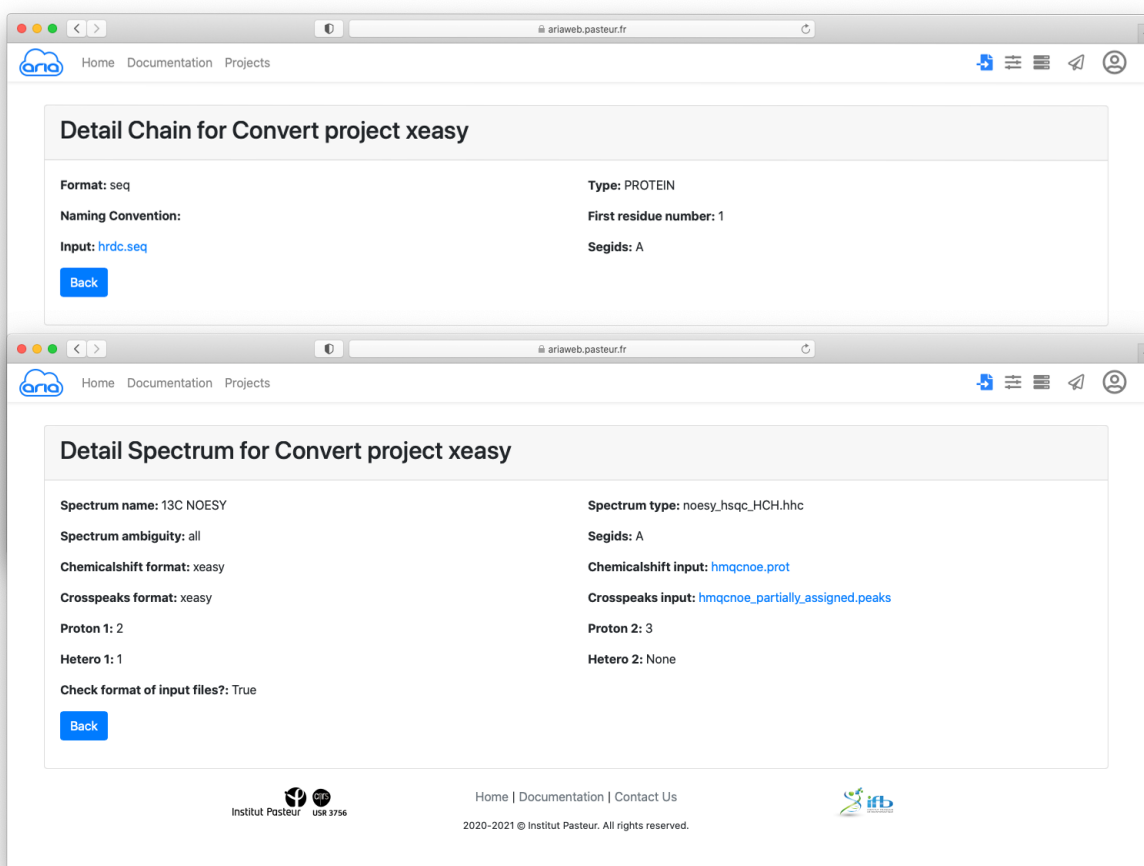 ariaweb.pasteur.fr
aria Home Documentation Projects
Detail Chain for Convert project xeasy
Format: seq Type: PROTEIN
Naming Convention: First residue number: 1
Input: hrdc.seq Segids: A
Back
ariaweb.pasteur.fr
aria Home Documentation Projects
Detail Spectrum for Convert project xeasy
Spectrum name: 13C NOESY Spectrum type: noesy_hsqc_HCH.hhc
Spectrum ambiguity: all Segids: A
Chemicalshift format: xeasy Chemicalshift input: hmqcnoe.prot
Crosspeaks format: xeasy Crosspeaks input: hmqcnoe_partially_assigned.peaks
Proton 1: 2 Proton 2: 3
Hetero 1: 1 Hetero 2: None
Check format of input files?: True
Back
Institut Pasteur cnrs USR 3756 Home | Documentation | Contact Us ifb
2020-2021 © Institut Pasteur. All rights reserved.